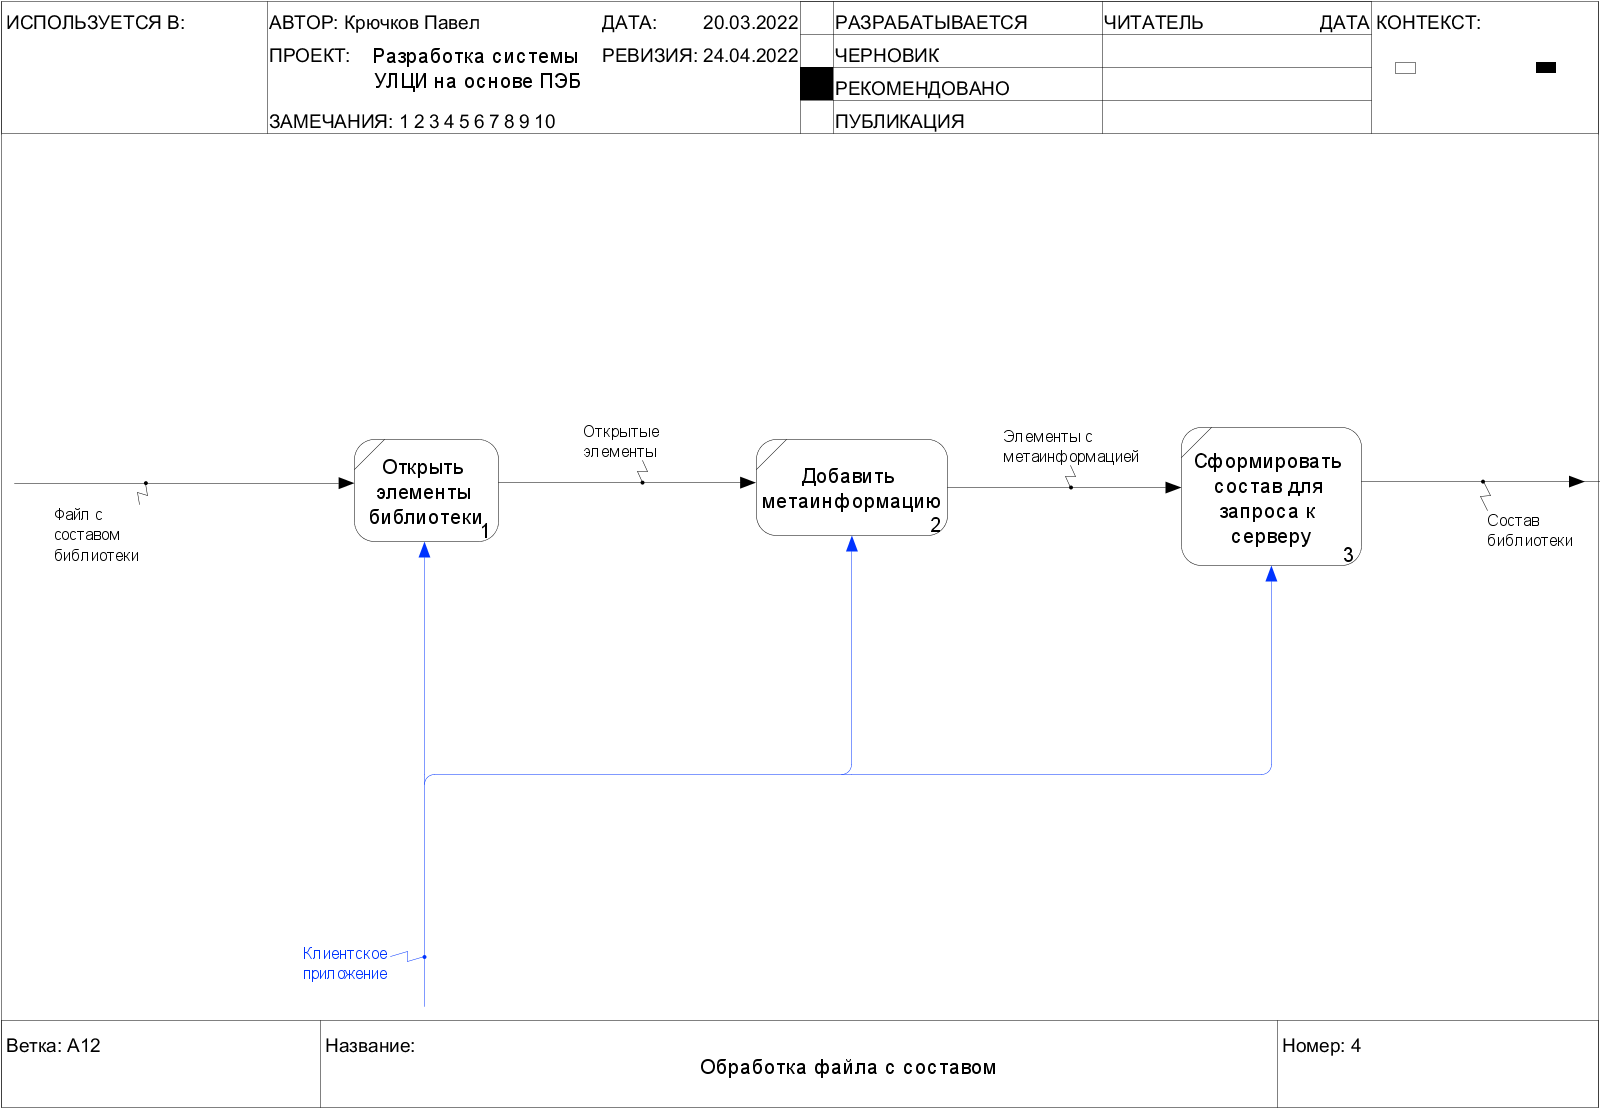 ИСПОЛЬЗУЕТСЯ В:
АВТОР: Крючков Павел
ДАТА: 20.03.2022
ПРОЕКТ: Разработка системы
УЛЦИ на основе ПЭБ
РЕВИЗИЯ: 24.04.2022
ЗАМЕЧАНИЯ: 1 2 3 4 5 6 7 8 9 10
РАЗРАБАТЫВАЕТСЯ
ЧЕРНОВИК
РЕКОМЕНДОВАНО
ПУБЛИКАЦИЯ
ЧИТАТЕЛЬ ДАТА
КОНТЕКСТ:
Файл с
составом
библиотеки
Открыть
элементы
библиотеки
1
Открытые
элементы
Добавить
метаинформацию
2
Элементы с
метаинформацией
Сформировать
состав для
запроса к
серверу
3
Состав
библиотеки
Клиентское
приложение
Ветка: A12
Название:
Обработка файла с составом
Номер: 4